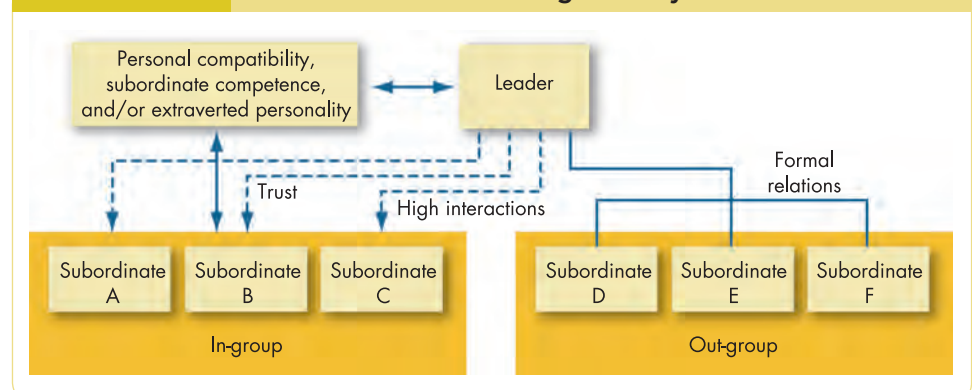 Personal compatibility,
subordinate competence,
and/or extraverted personality
Leader
Trust
High interactions
Formal
relations
Subordinate
A
Subordinate
B
Subordinate
C
In-group
Subordinate
D
Subordinate
E
Subordinate
F
Out-group